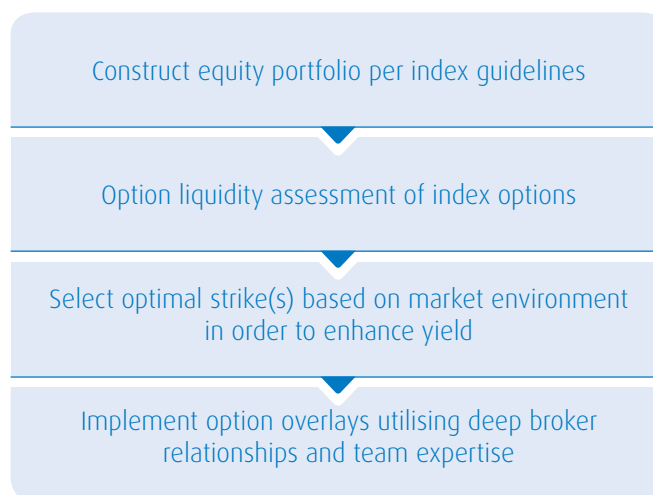 Construct equity portfolio per index guidelines
Option liquidity assessment of index options
Select optimal strike(s) based on market environment
in order to enhance yield
Implement option overlays utilising deep broker
relationships and team expertise